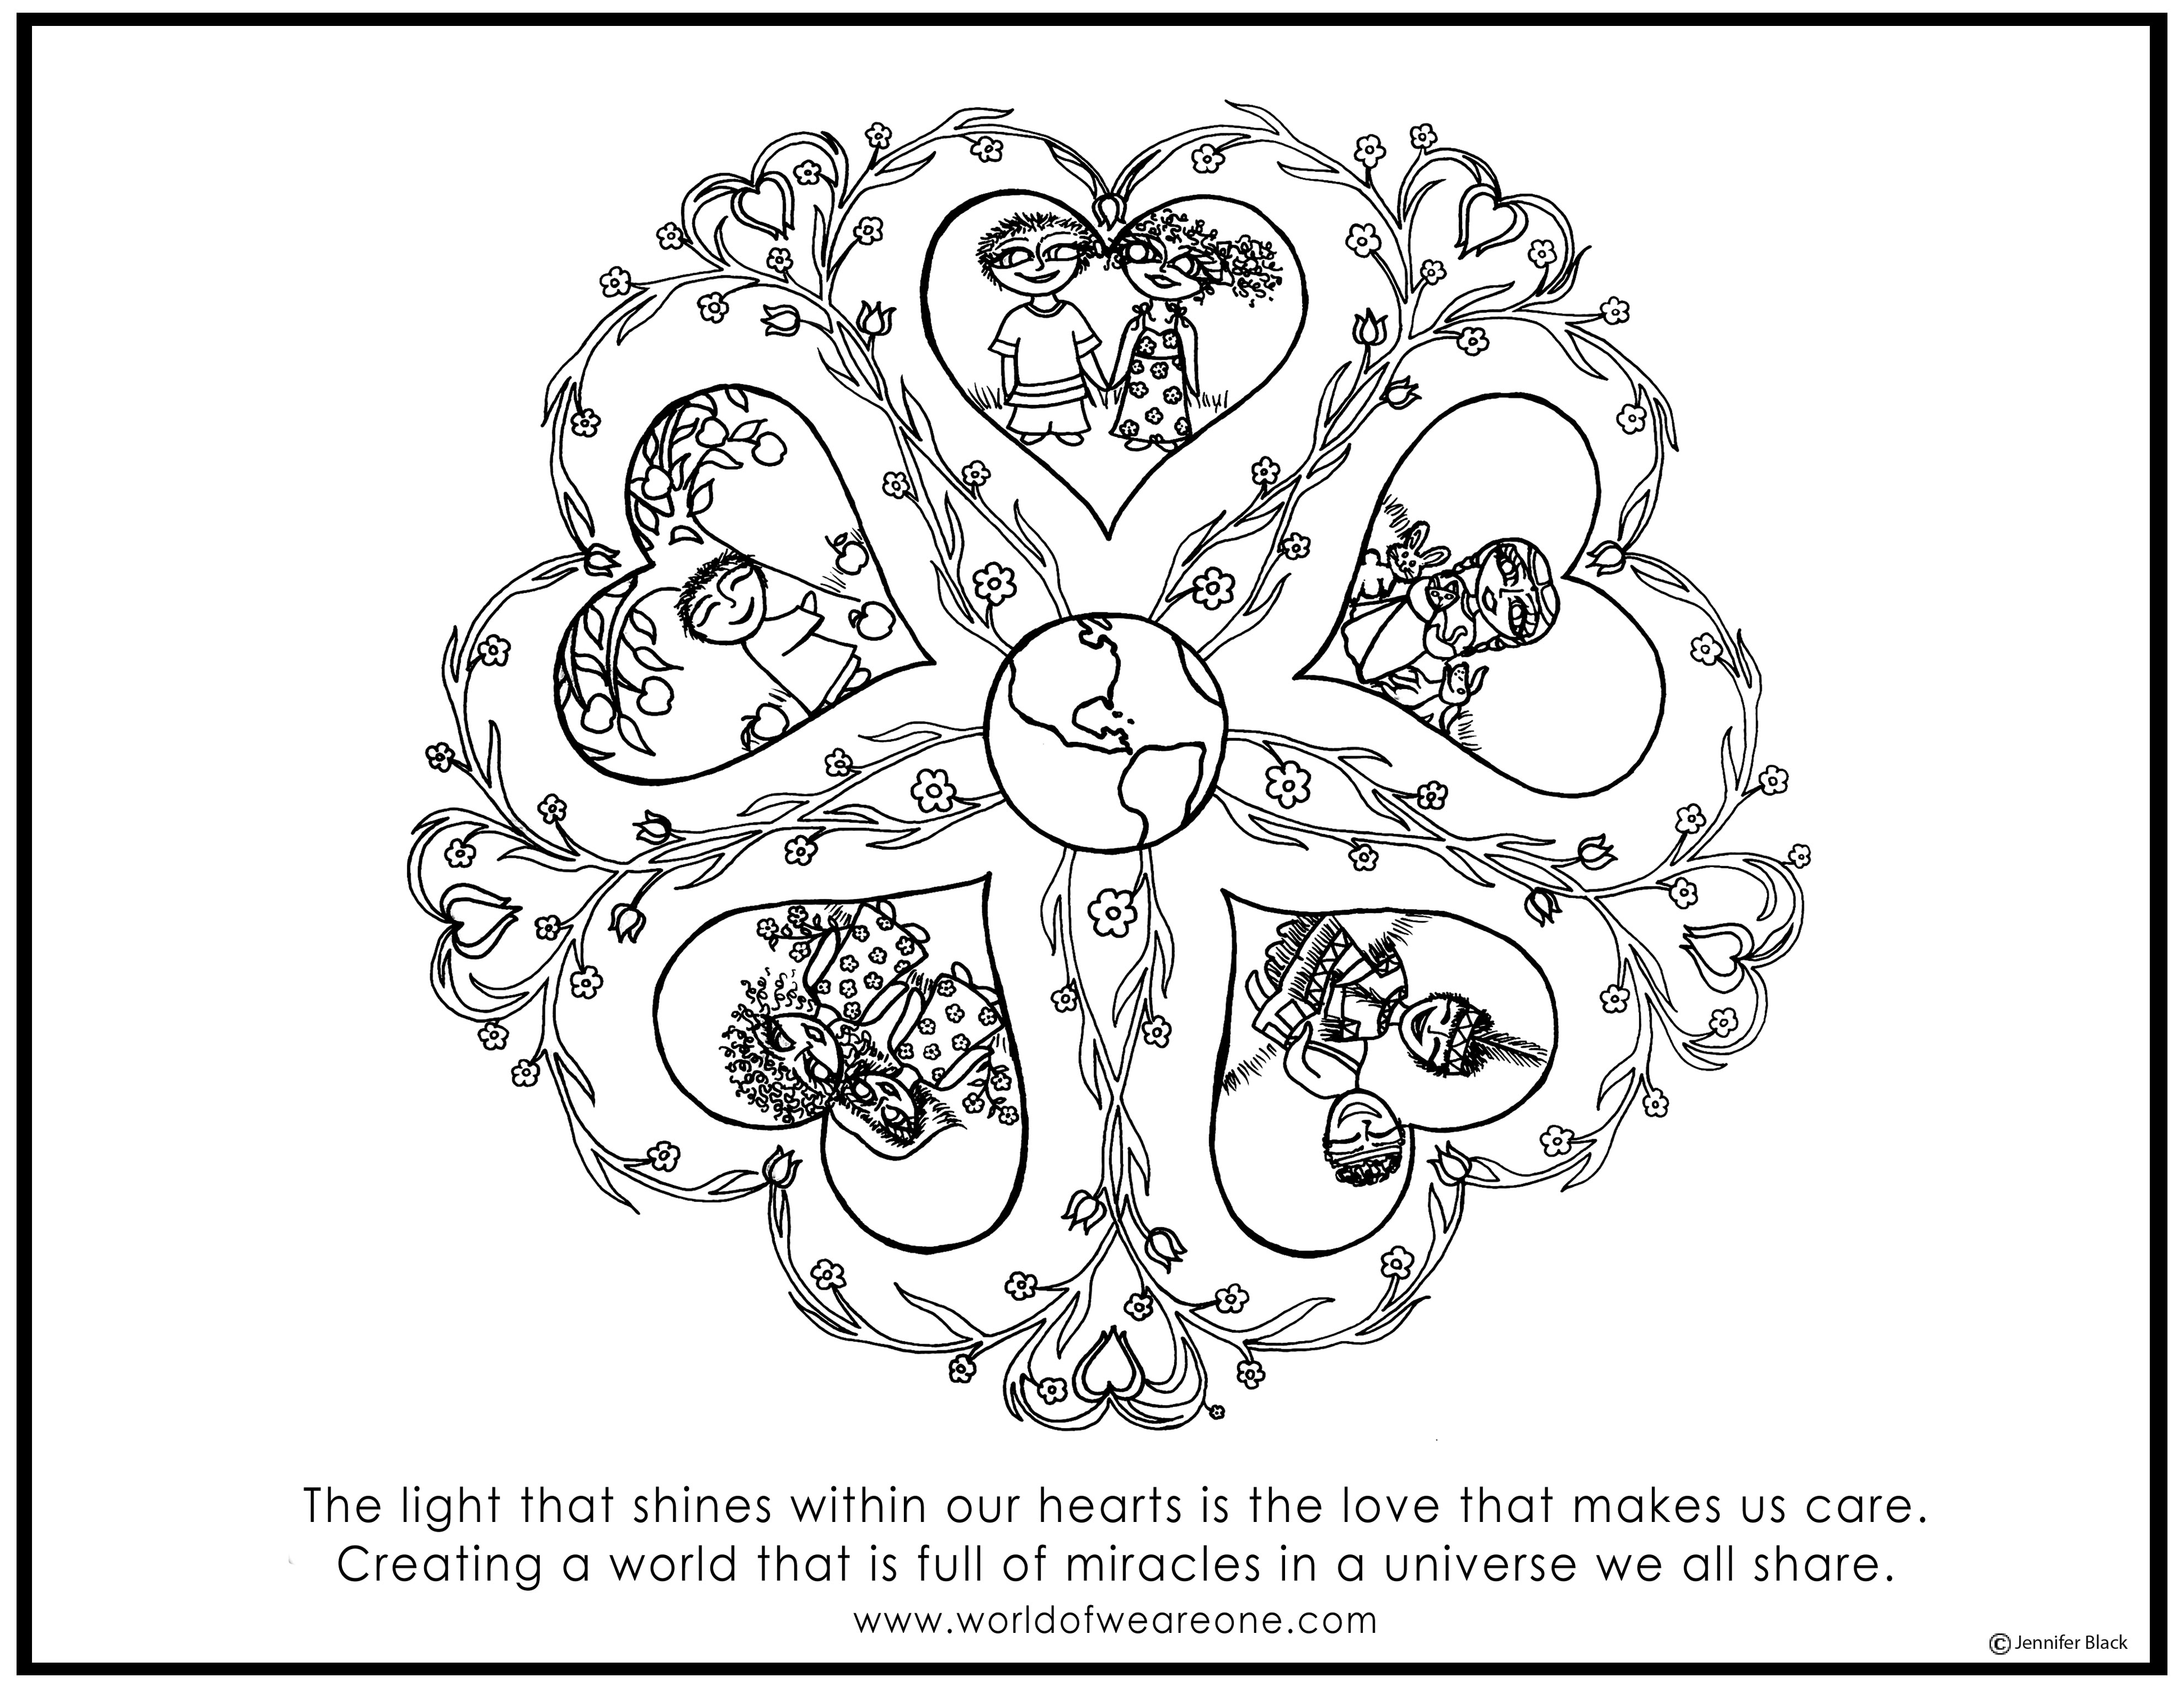 The light that shines within our hearts is the love that makes us care.
Creating a world that is full of miracles in a universe we all share.
www.worldofweareone.com
© Jennifer Black